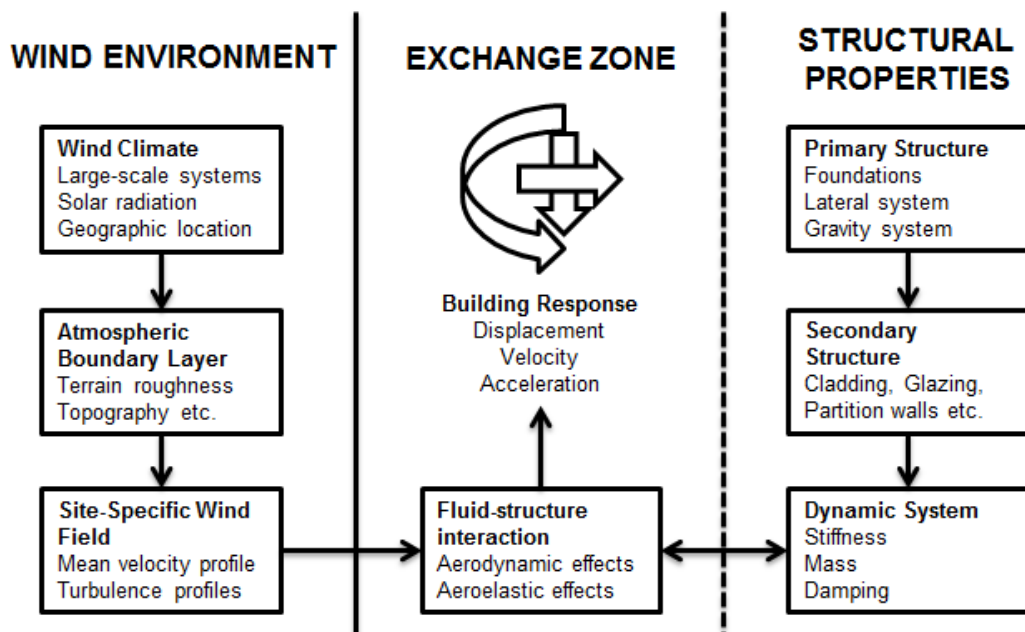 WIND ENVIRONMENT
Wind Climate
Large-scale systems
Solar radiation
Geographic location
Atmospheric
Boundary Layer
Terrain roughness
Topography etc.
Site-Specific Wind
Field
Mean velocity profile
Turbulence profiles
EXCHANGE ZONE
Building Response
Displacement
Velocity
Acceleration
Fluid-structure
interaction
Aerodynamic effects
Aeroelastic effects
STRUCTURAL
PROPERTIES
Primary Structure
Foundations
Lateral system
Gravity system
Secondary
Structure
Cladding, Glazing,
Partition walls etc.
Dynamic System
Stiffness
Mass
Damping